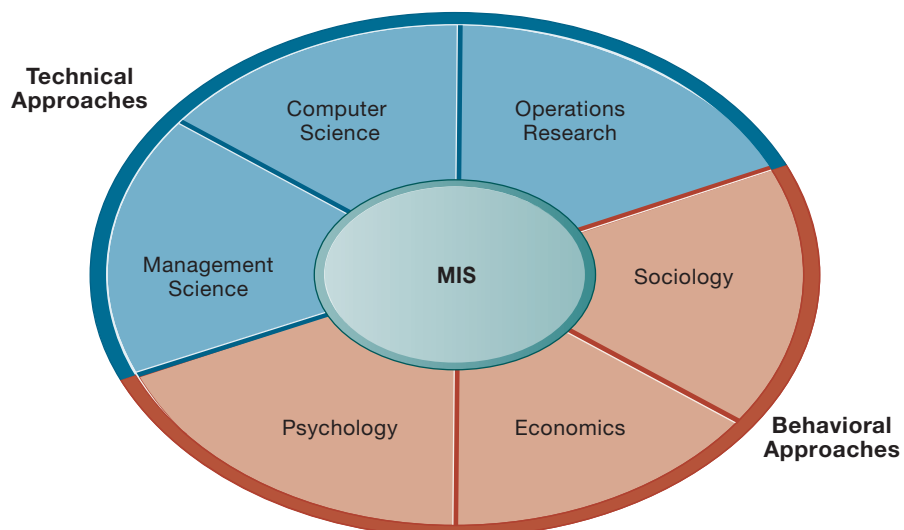 Technical
Approaches
Computer
Science
Operations
Research
Management
Science
MIS
Sociology
Psychology
Economics
Behavioral
Approaches